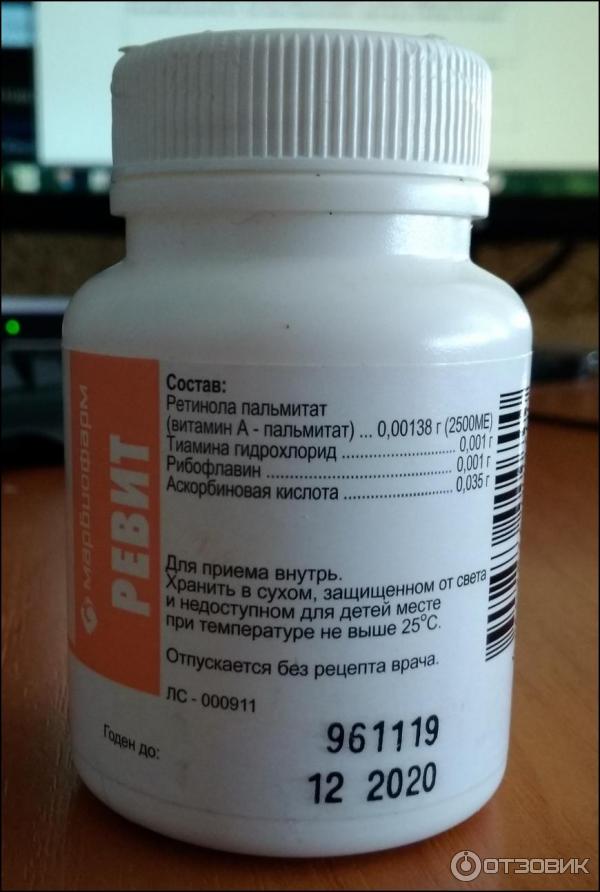 марбиофарм
РЕВИТ
Состав:
Ретинола пальмитат
(витамин А - пальмитат) ... 0,00138 г (2500МЕ)
Тиамина гидрохлорид ................... 0,001 г
Рибофлавин ................................. 0,001 г
Аскорбиновая кислота ................... 0,035 г
Для приема внутрь.
Хранить в сухом, защищенном от света
и недоступном для детей месте
при температуре не выше 25°С.
Отпускается без рецепта врача.
ЛС - 000911
Годен до:
961119
12 2020
ОТЗОВИК